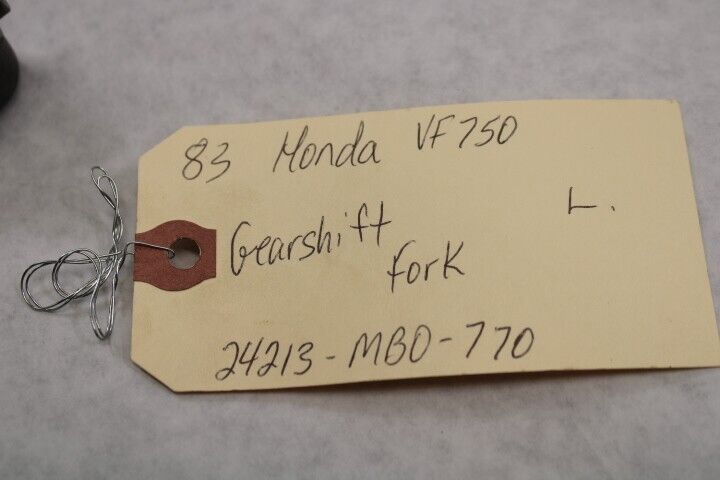 83 Honda VF750
Gearshift L.
fork
24213-MB0-770